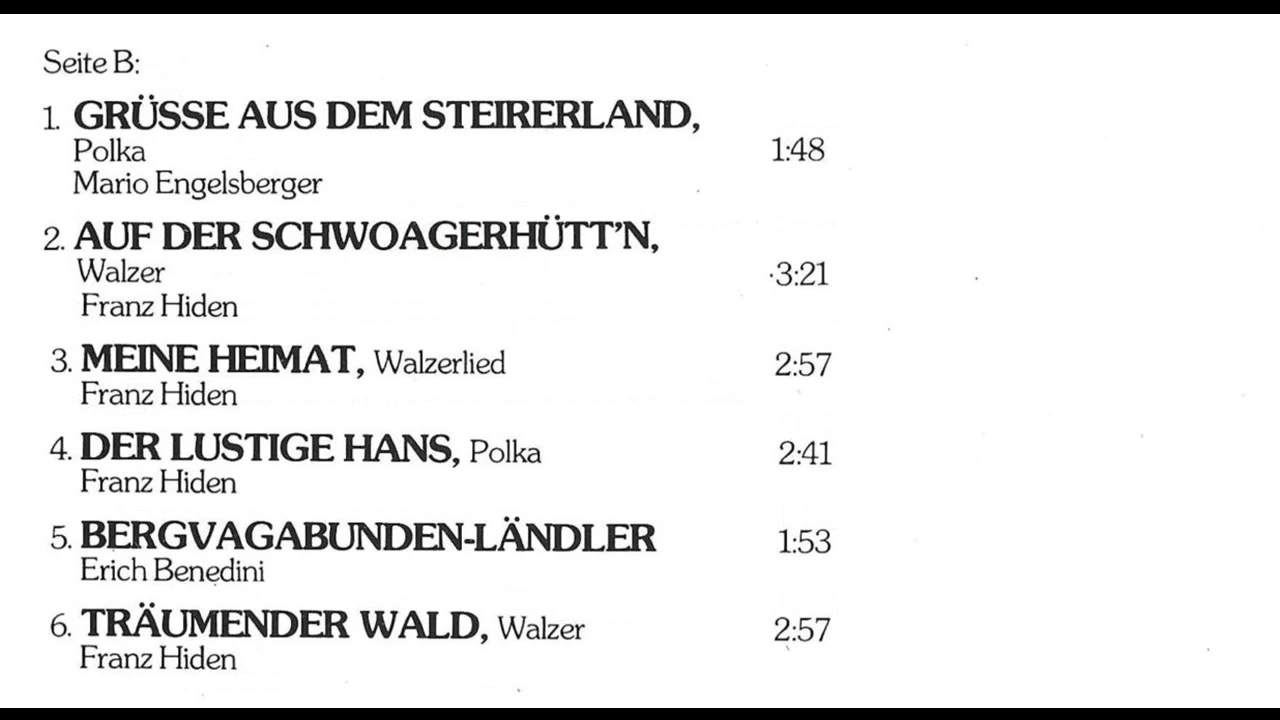 Seite B:
1. GRÜSSE AUS DEM STEIRERLAND,
Polka 1:48
Mario Engelsberger
2. AUF DER SCHWOAGERHÜTT'N,
Walzer 3:21
Franz Hiden
3. MEINE HEIMAT, Walzerlied 2:57
Franz Hiden
4. DER LUSTIGE HANS, Polka 2:41
Franz Hiden
5. BERGVAGABUNDEN-LÄNDLER 1:53
Erich Benedini
6. TRÄUMENDER WALD, Walzer 2:57
Franz Hiden